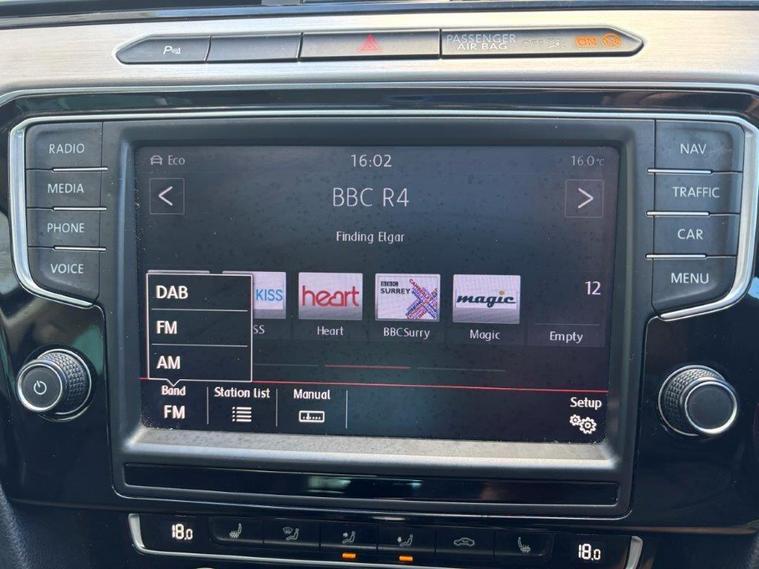 PASSENGER
AIR BAG OFF ON
RADIO
MEDIA
PHONE
VOICE
NAV
TRAFFIC
CAR
MENU
Eco 16:02 16.0°C
< BBC R4 >
Finding Elgar
KISS heart BBC SURREY magic 12
SS Heart BBCSurry Magic Empty
DAB
FM
AM
Band Station list Manual Setup
FM
18.0 18.0